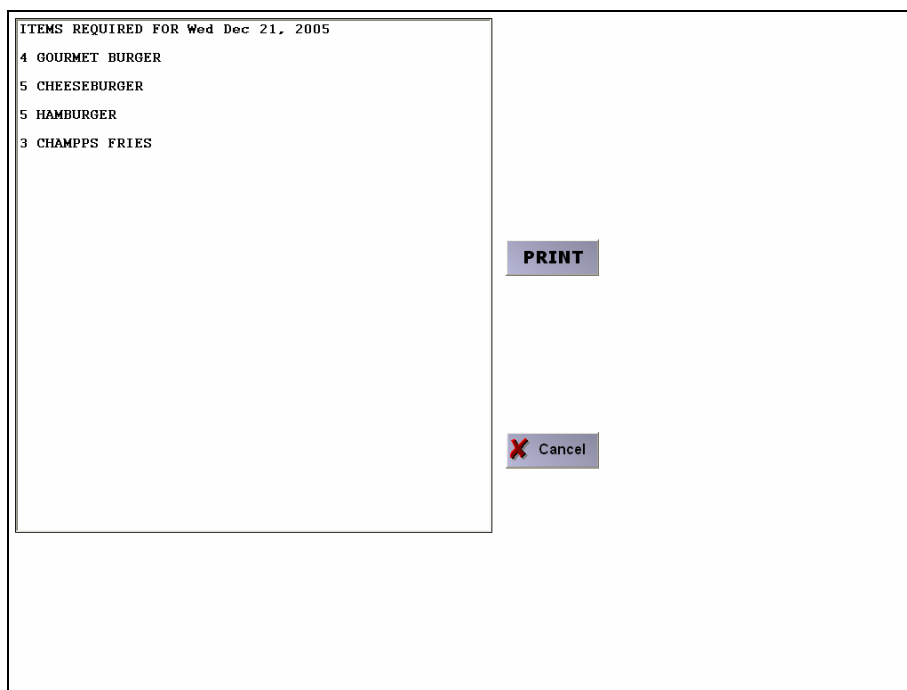 ITEMS REQUIRED FOR Wed Dec 21, 2005
4 GOURMET BURGER
5 CHEESEBURGER
5 HAMBURGER
3 CHAMPPS FRIES
PRINT
Cancel